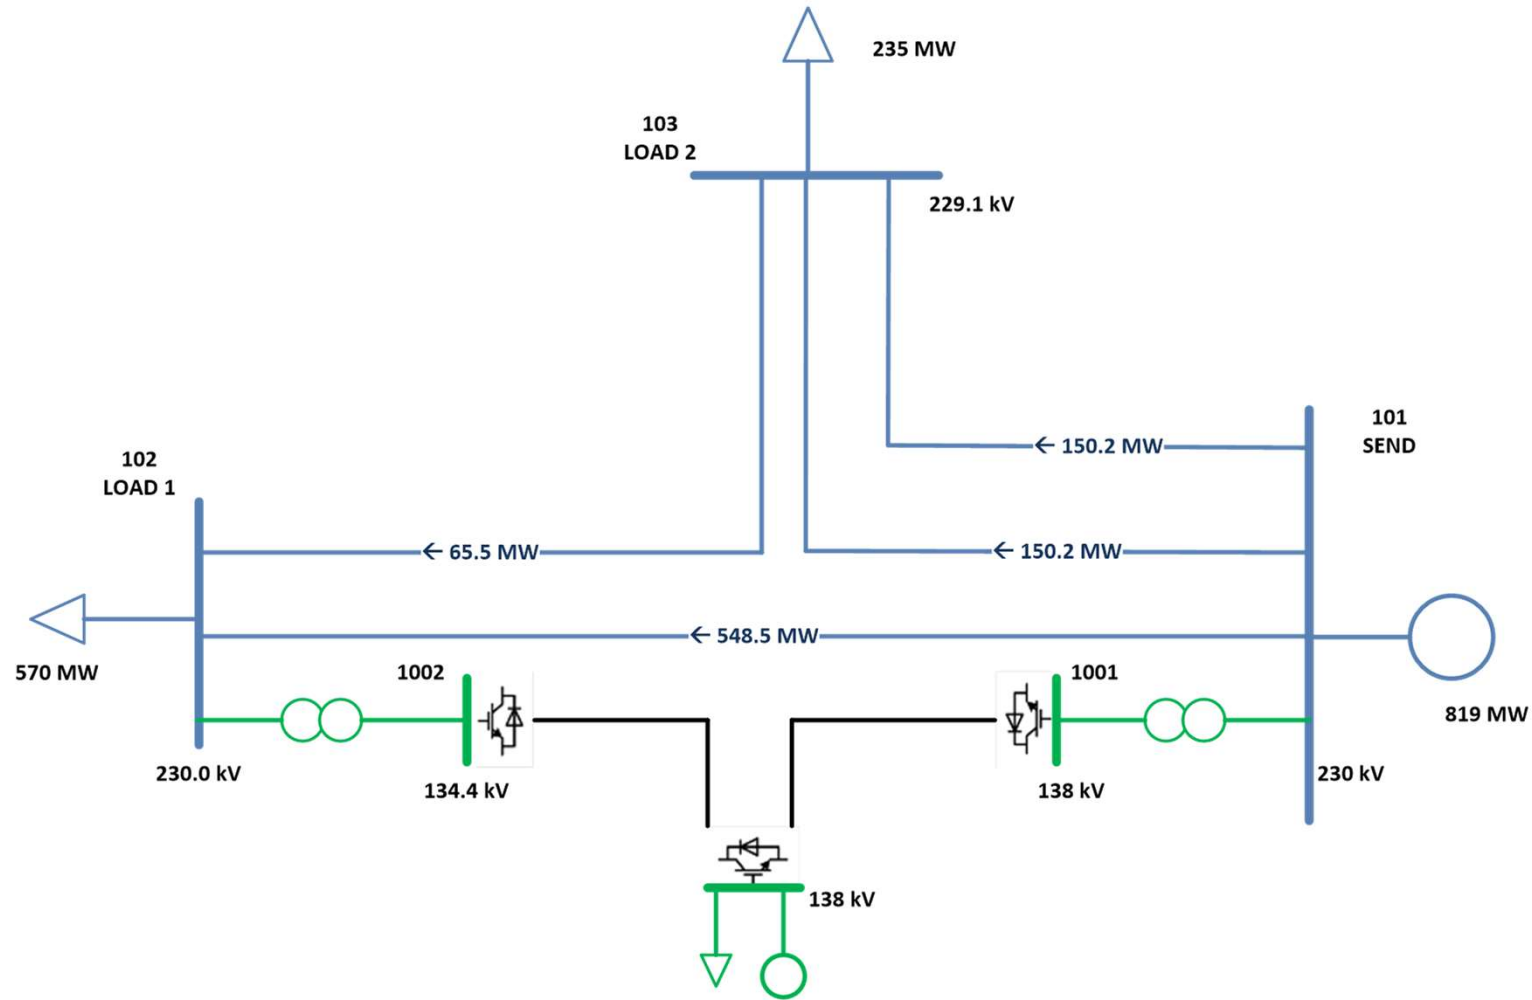 235 MW
103
LOAD 2
229.1 kV
101
SEND
← 150.2 MW
102
LOAD 1
← 65.5 MW
← 150.2 MW
← 548.5 MW
570 MW
1002
1001
819 MW
230.0 kV
134.4 kV
138 kV
230 kV
138 kV